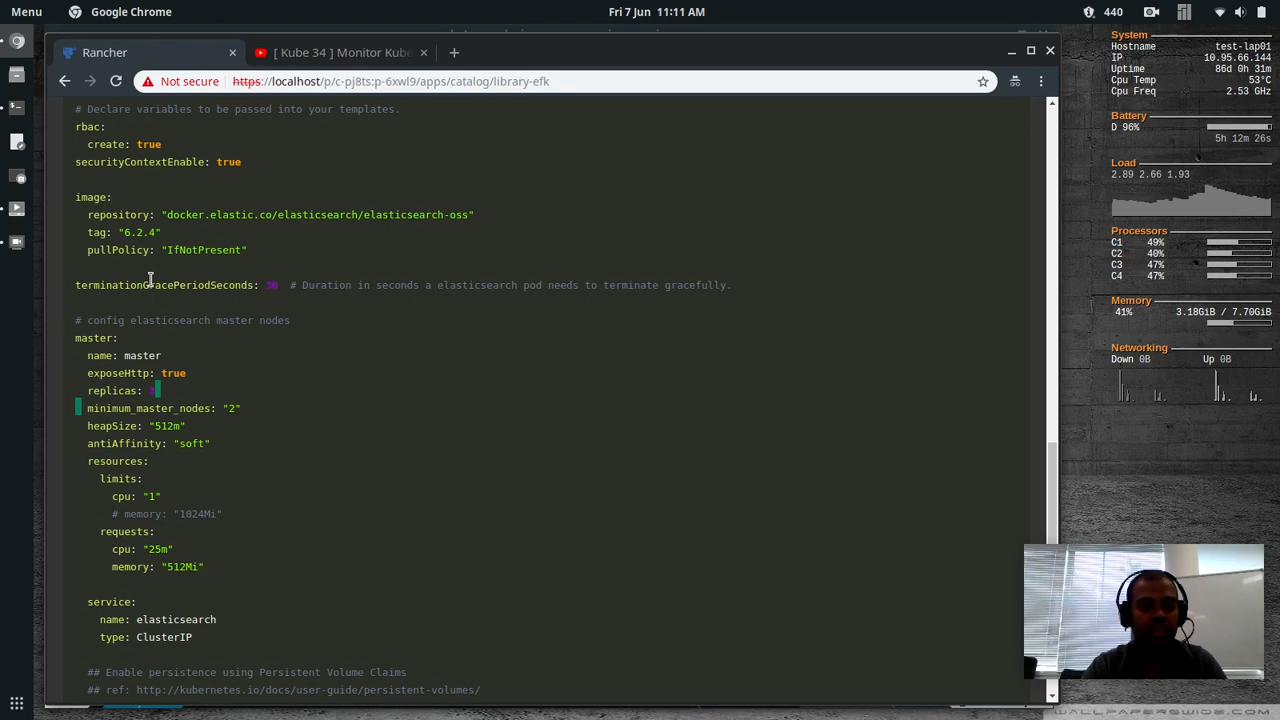 Menu
Google Chrome
Fri 7 Jun 11:11 AM
440
Rancher
[ Kube 34 ] Monitor Kube
Not secure
https://localhost/p/c-pj8ts:p-6xwl9/apps/catalog/library-efk
# Declare variables to be passed into your templates.
rbac:
create: true
securityContextEnable: true
image:
repository: "docker.elastic.co/elasticsearch/elasticsearch-oss"
tag: "6.2.4"
pullPolicy: "IfNotPresent"
terminationGracePeriodSeconds: 30 # Duration in seconds a elasticsearch pod needs to terminate gracefully.
# config elasticsearch master nodes
master:
name: master
exposeHttp: true
replicas: 3
minimum_master_nodes: "2"
heapSize: "512m"
antiAffinity: "soft"
resources:
limits:
cpu: "1"
# memory: "1024Mi"
requests:
cpu: "25m"
memory: "512Mi"
service:
name: elasticsearch
type: ClusterIP
## Enable persistence using Persistent Volume Claims
## ref: http://kubernetes.io/docs/user-guide/persistent-volumes/
System
Hostname test-lap01
IP 10.95.66.144
Uptime 86d 0h 31m
Cpu Temp 53°C
Cpu Freq 2.53 GHz
Battery
D 96%
5h 12m 26s
Load
2.89 2.66 1.93
Processors
C1 49%
C2 40%
C3 47%
C4 47%
Memory
41% 3.18GiB / 7.70GiB
Networking
Down 0B Up 0B
WALLPAPERSWIDE.COM